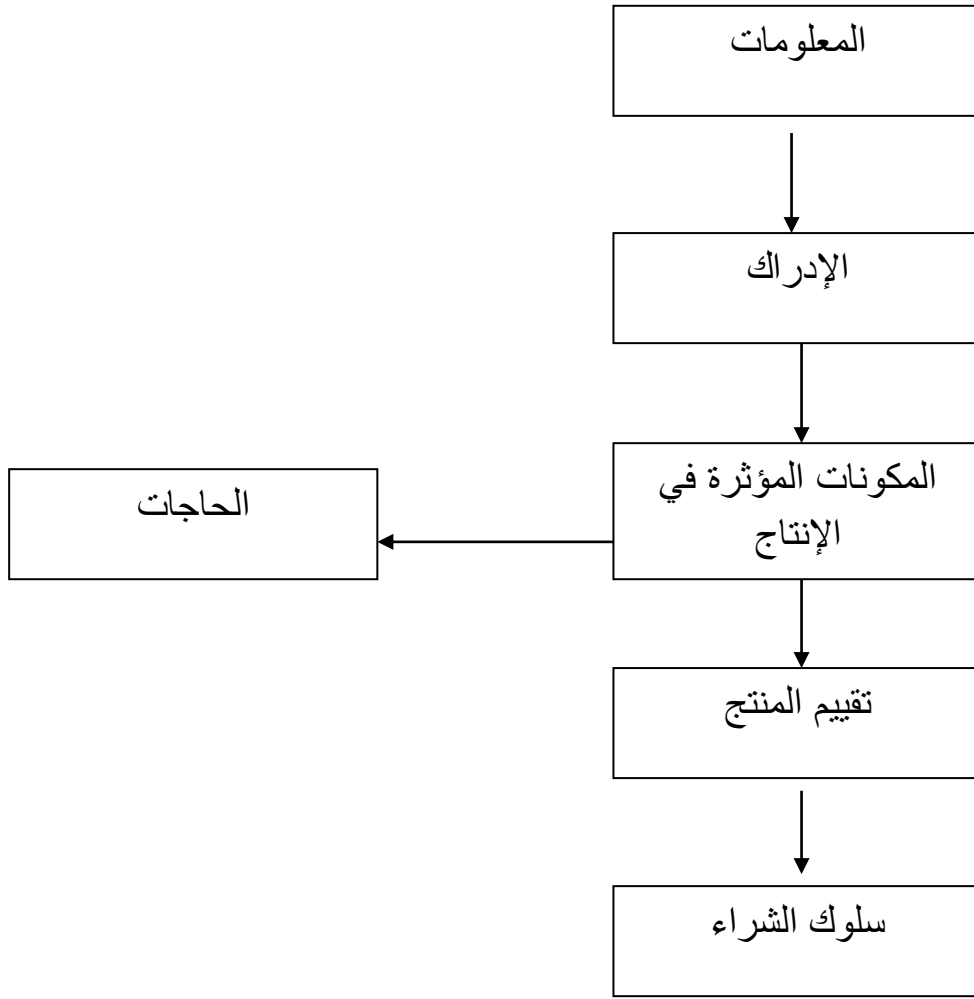 المعلومات
الإدراك
المكونات المؤثرة في
الإنتاج
الحاجات
تقييم المنتج
سلوك الشراء